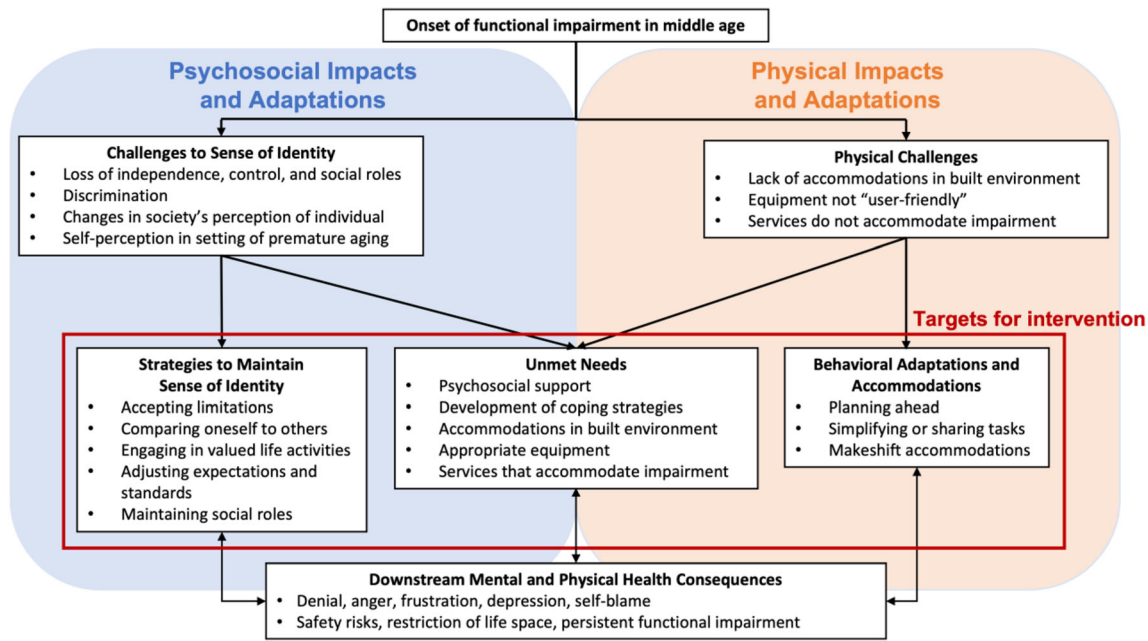 Onset of functional impairment in middle age
Psychosocial Impacts
and Adaptations
Physical Impacts
and Adaptations
Challenges to Sense of Identity
• Loss of independence, control, and social roles
• Discrimination
• Changes in society’s perception of individual
• Self-perception in setting of premature aging
Physical Challenges
• Lack of accommodations in built environment
• Equipment not “user-friendly”
• Services do not accommodate impairment
Targets for intervention
Strategies to Maintain
Sense of Identity
• Accepting limitations
• Comparing oneself to others
• Engaging in valued life activities
• Adjusting expectations and
standards
• Maintaining social roles
Unmet Needs
• Psychosocial support
• Development of coping strategies
• Accommodations in built environment
• Appropriate equipment
• Services that accommodate impairment
Behavioral Adaptations and
Accommodations
• Planning ahead
• Simplifying or sharing tasks
• Makeshift accommodations
Downstream Mental and Physical Health Consequences
• Denial, anger, frustration, depression, self-blame
• Safety risks, restriction of life space, persistent functional impairment